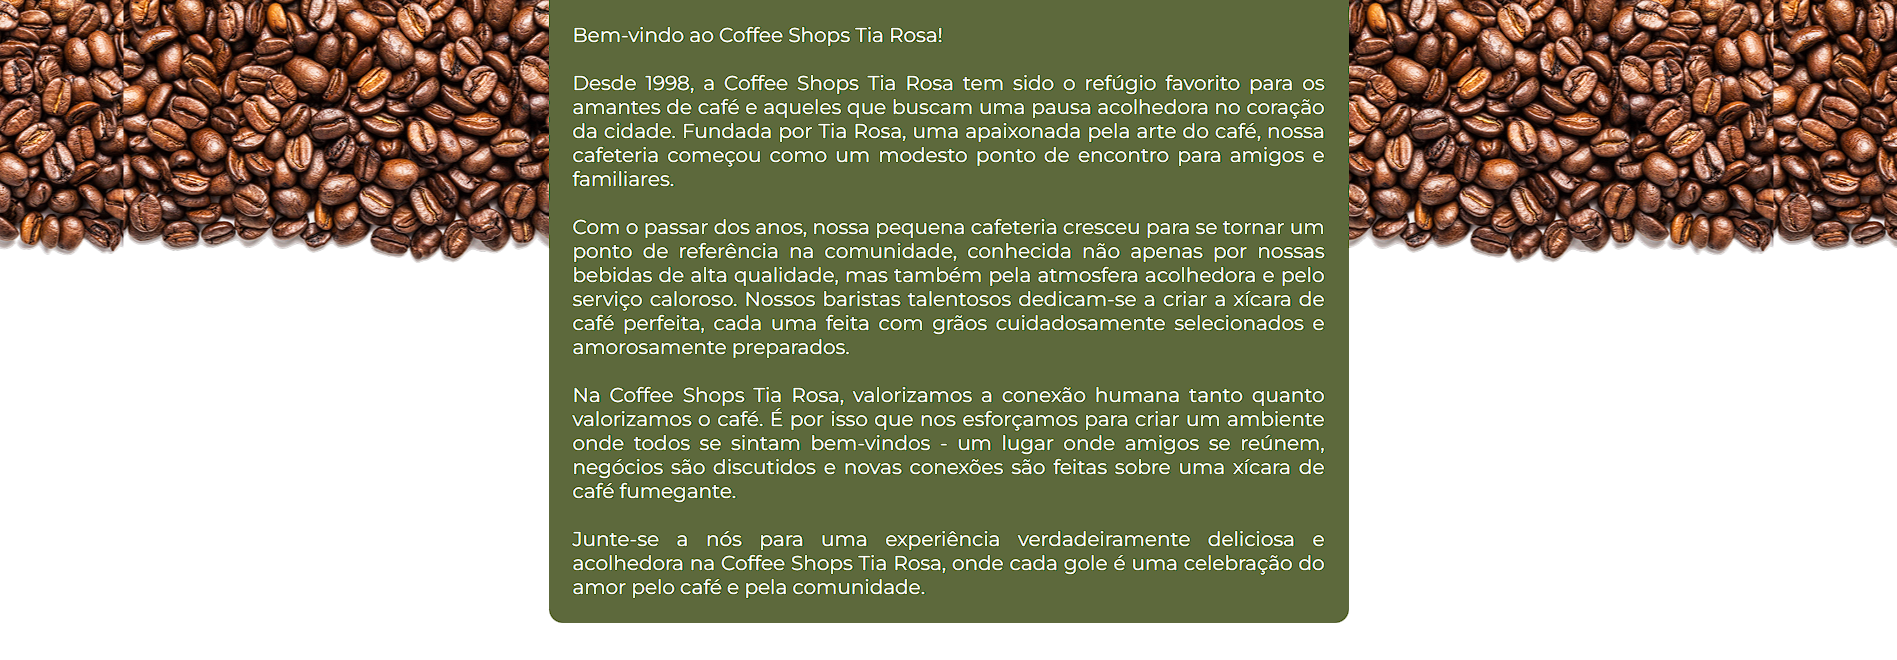 Bem-vindo ao Coffee Shops Tia Rosa!
Desde 1998, a Coffee Shops Tia Rosa tem sido o refúgio favorito para os
amantes de café e aqueles que buscam uma pausa acolhedora no coração
da cidade. Fundada por Tia Rosa, uma apaixonada pela arte do café, nossa
cafeteria começou como um modesto ponto de encontro para amigos e
familiares.
Com o passar dos anos, nossa pequena cafeteria cresceu para se tornar um
ponto de referência na comunidade, conhecida não apenas por nossas
bebidas de alta qualidade, mas também pela atmosfera acolhedora e pelo
serviço caloroso. Nossos baristas talentosos dedicam-se a criar a xícara de
café perfeita, cada uma feita com grãos cuidadosamente selecionados e
amorosamente preparados.
Na Coffee Shops Tia Rosa, valorizamos a conexão humana tanto quanto
valorizamos o café. É por isso que nos esforçamos para criar um ambiente
onde todos se sintam bem-vindos - um lugar onde amigos se reúnem,
negócios são discutidos e novas conexões são feitas sobre uma xícara de
café fumegante.
Junte-se a nós para uma experiência verdadeiramente deliciosa e
acolhedora na Coffee Shops Tia Rosa, onde cada gole é uma celebração do
amor pelo café e pela comunidade.